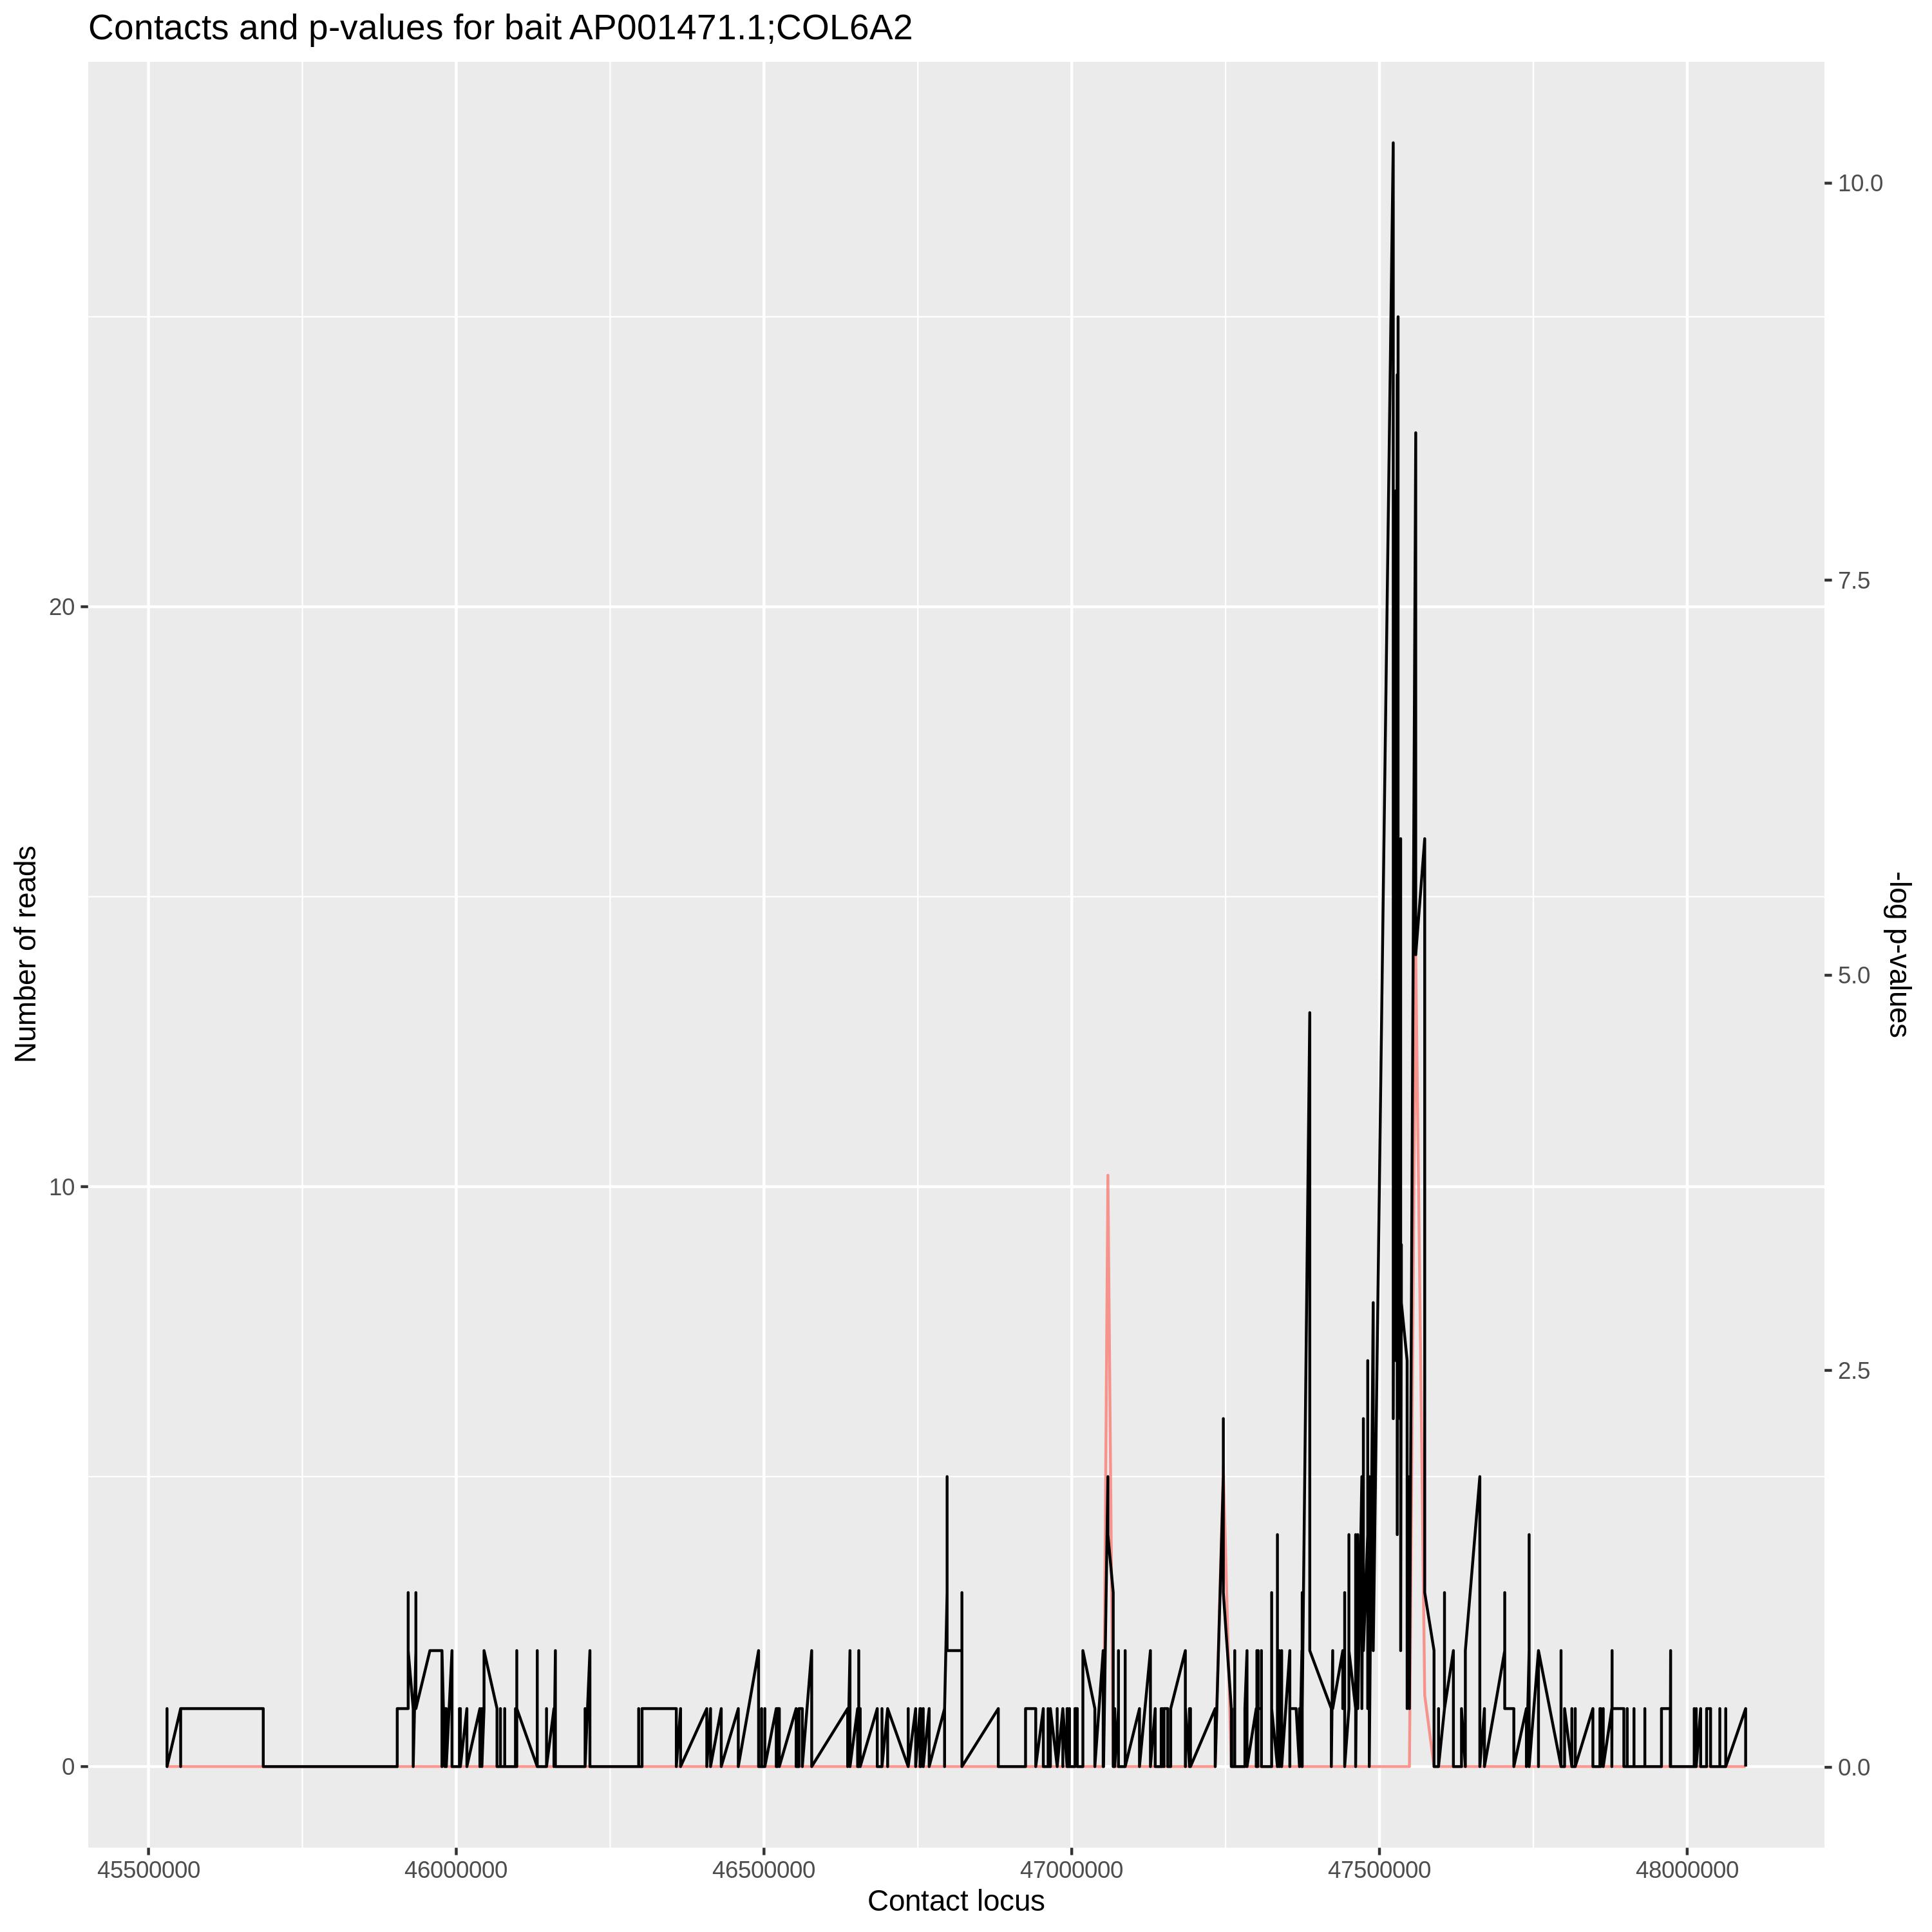 Contacts and p-values for bait AP001471.1;COL6A2
Number of reads
20
10
0
10.0
7.5
5.0
2.5
0.0
-log p-values
45500000 46000000 46500000 47000000 47500000 48000000
Contact locus